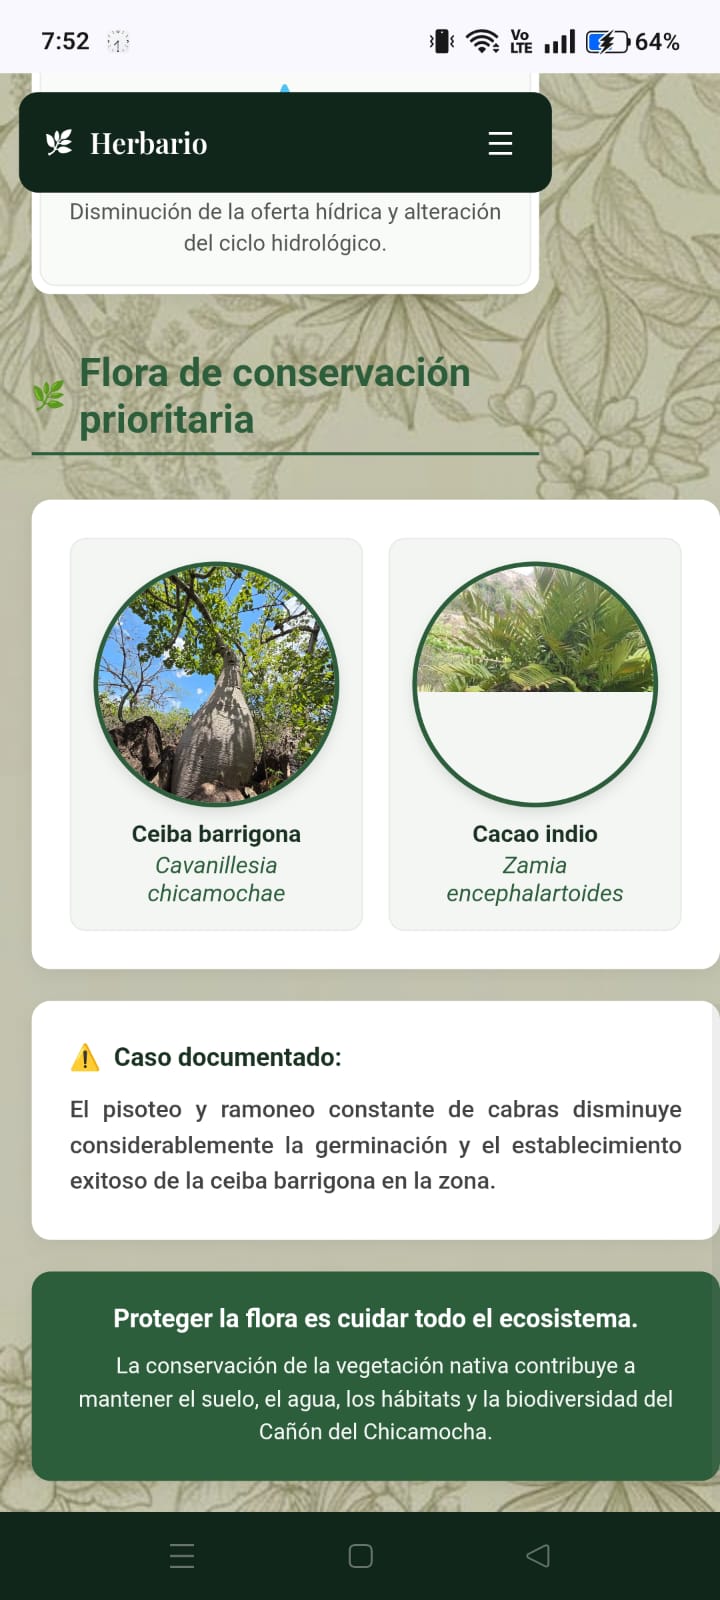 7:52
Vo
LTE
64%
Herbario
Disminución de la oferta hídrica y alteración
del ciclo hidrológico.
Flora de conservación
prioritaria
Ceiba barrigona
Cavanillesia
chicamochae
Cacao indio
Zamia
encephalartoides
Caso documentado:
El pisoteo y ramoneo constante de cabras disminuye
considerablemente la germinación y el establecimiento
exitoso de la ceiba barrigona en la zona.
Proteger la flora es cuidar todo el ecosistema.
La conservación de la vegetación nativa contribuye a
mantener el suelo, el agua, los hábitats y la biodiversidad del
Cañón del Chicamocha.